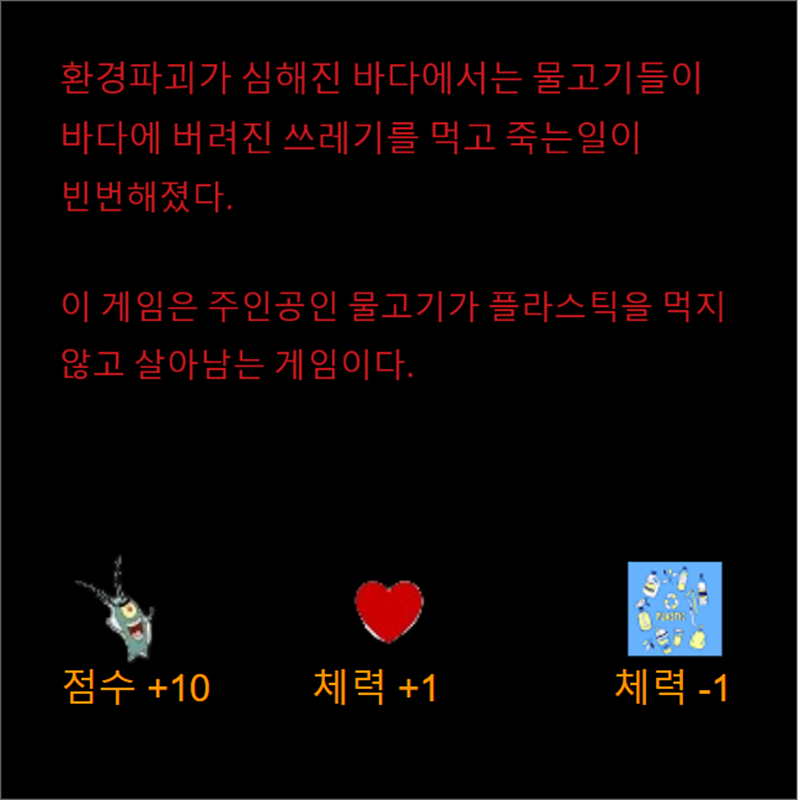 환경파괴가 심해진 바다에서는 물고기들이
바다에 버려진 쓰레기를 먹고 죽는일이
빈번해졌다.
이 게임은 주인공인 물고기가 플라스틱을 먹지
않고 살아남는 게임이다.
PLASTIC
점수 +10
체력 +1
체력 -1